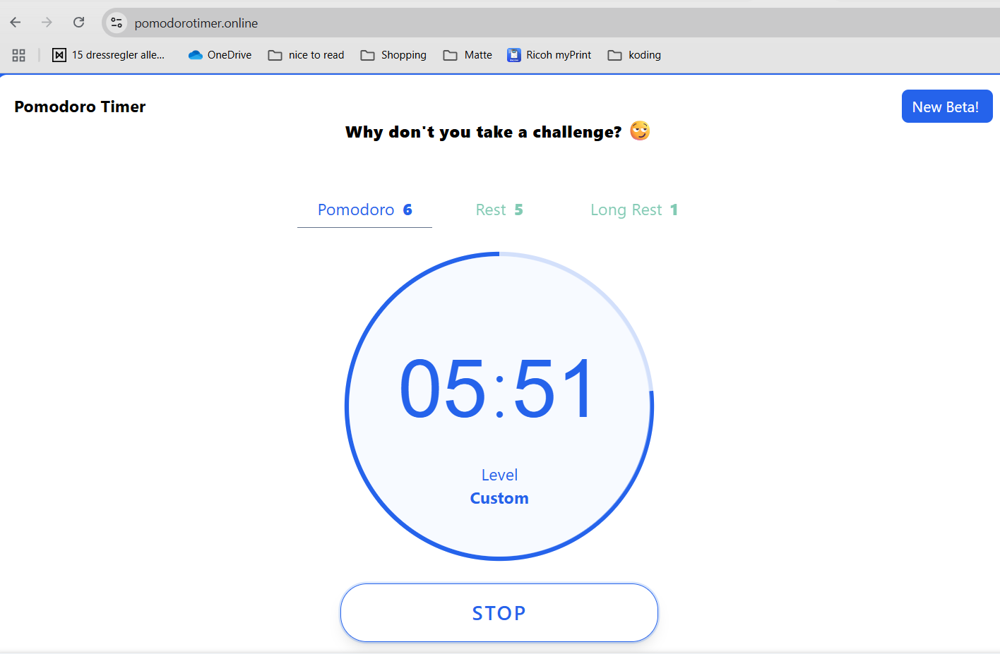 pomodorotimer.online
15 dressregler alle... OneDrive nice to read Shopping Matte Ricoh myPrint koding
Pomodoro Timer
New Beta!
Why don't you take a challenge? 😏
Pomodoro 6 Rest 5 Long Rest 1
05:51
Level
Custom
STOP